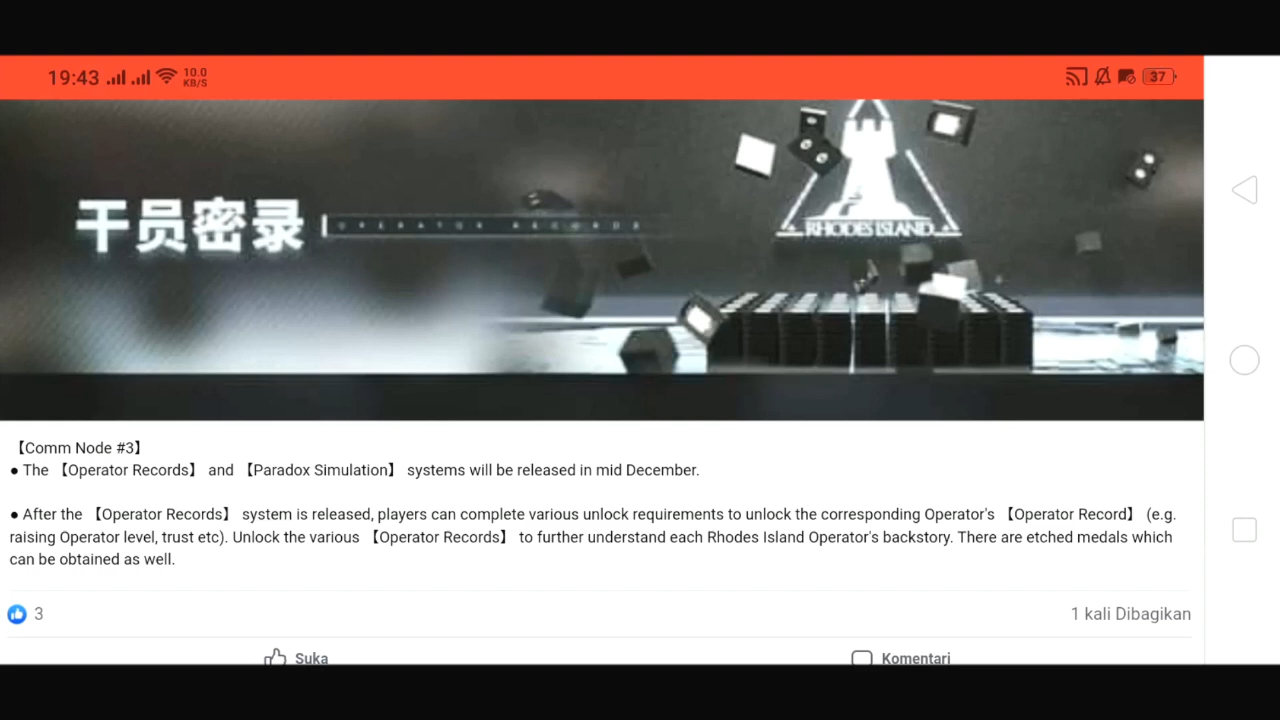 19:43 10.0 KB/S 37
干员密录 OPERATOR RECORDS
RHODES ISLAND
【Comm Node #3】
● The 【Operator Records】 and 【Paradox Simulation】 systems will be released in mid December.
● After the 【Operator Records】 system is released, players can complete various unlock requirements to unlock the corresponding Operator's 【Operator Record】 (e.g.
raising Operator level, trust etc). Unlock the various 【Operator Records】 to further understand each Rhodes Island Operator's backstory. There are etched medals which
can be obtained as well.
3 1 kali Dibagikan
Suka Komentari